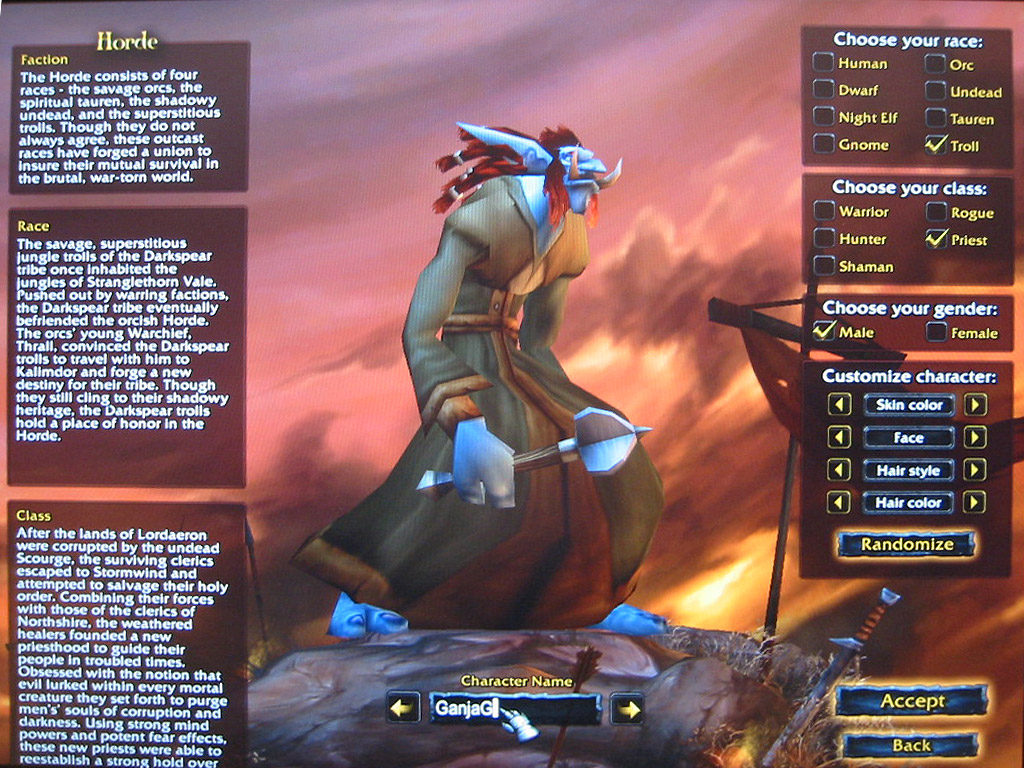 Horde
Faction
The Horde consists of four
races - the savage orcs, the
spiritual tauren, the shadowy
undead, and the superstitious
trolls. Though they do not
always agree, these outcast
races have forged a union to
insure their mutual survival in
the brutal, war-torn world.
Race
The savage, superstitious
jungle trolls of the Darkspear
tribe once inhabited the
jungles of Stranglethorn Vale.
Pushed out by warring factions,
the Darkspear tribe eventually
befriended the orcish Horde.
The orcs' young Warchief,
Thrall, convinced the Darkspear
trolls to travel with him to
Kalimdor and forge a new
destiny for their tribe. Though
they still cling to their shadowy
heritage, the Darkspear trolls
hold a place of honor in the
Horde.
Class
After the lands of Lordaeron
were corrupted by the undead
Scourge, the surviving clerics
escaped to Stormwind and
attempted to salvage their holy
order. Combining their forces
with those of the clerics of
Northshire, the weathered
healers founded a new
priesthood to guide their
people in troubled times.
Obsessed with the notion that
evil lurked within every mortal
creature they set forth to purge
men's souls of corruption and
darkness. Using strong mind
powers and potent fear effects,
these new priests were able to
reestablish a strong hold over
Character Name
GanjaG
Choose your race:
Human Orc
Dwarf Undead
Night Elf Tauren
Gnome Troll
Choose your class:
Warrior Rogue
Hunter Priest
Shaman
Choose your gender:
Male Female
Customize character:
Skin color
Face
Hair style
Hair color
Randomize
Accept
Back